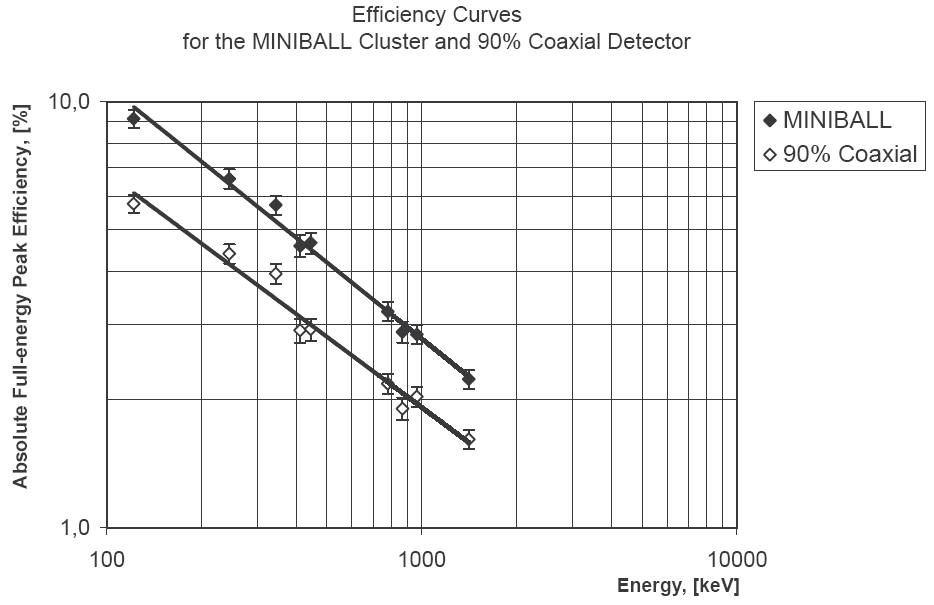 Efficiency Curves
for the MINIBALL Cluster and 90% Coaxial Detector
Absolute Full-energy Peak Efficiency, [%]
10,0
1,0
100
1000
10000
Energy, [keV]
MINIBALL
90% Coaxial